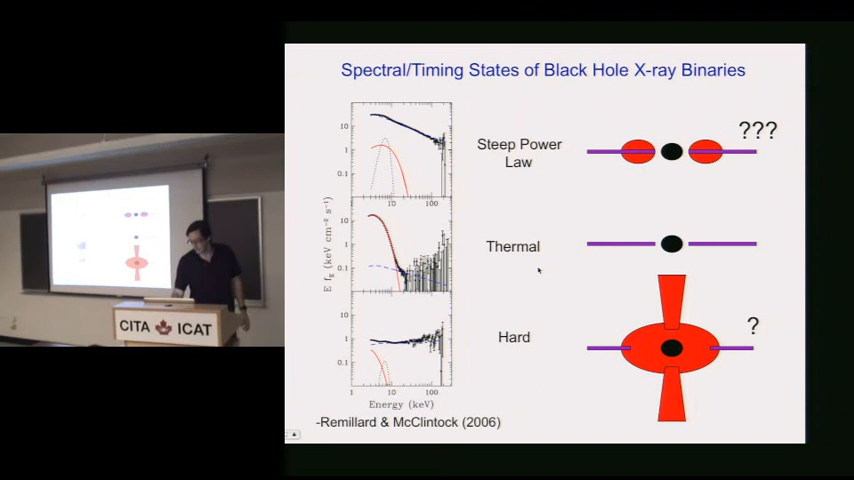 Spectral/Timing States of Black Hole X-ray Binaries
10
1
0.1
10
100
Steep Power
Law
???
E f_E (keV cm⁻² s⁻¹)
10
1
0.1
Thermal
10
1
0.1
Hard
?
1
10
100
Energy (keV)
-Remillard & McClintock (2006)
CITA ICAT